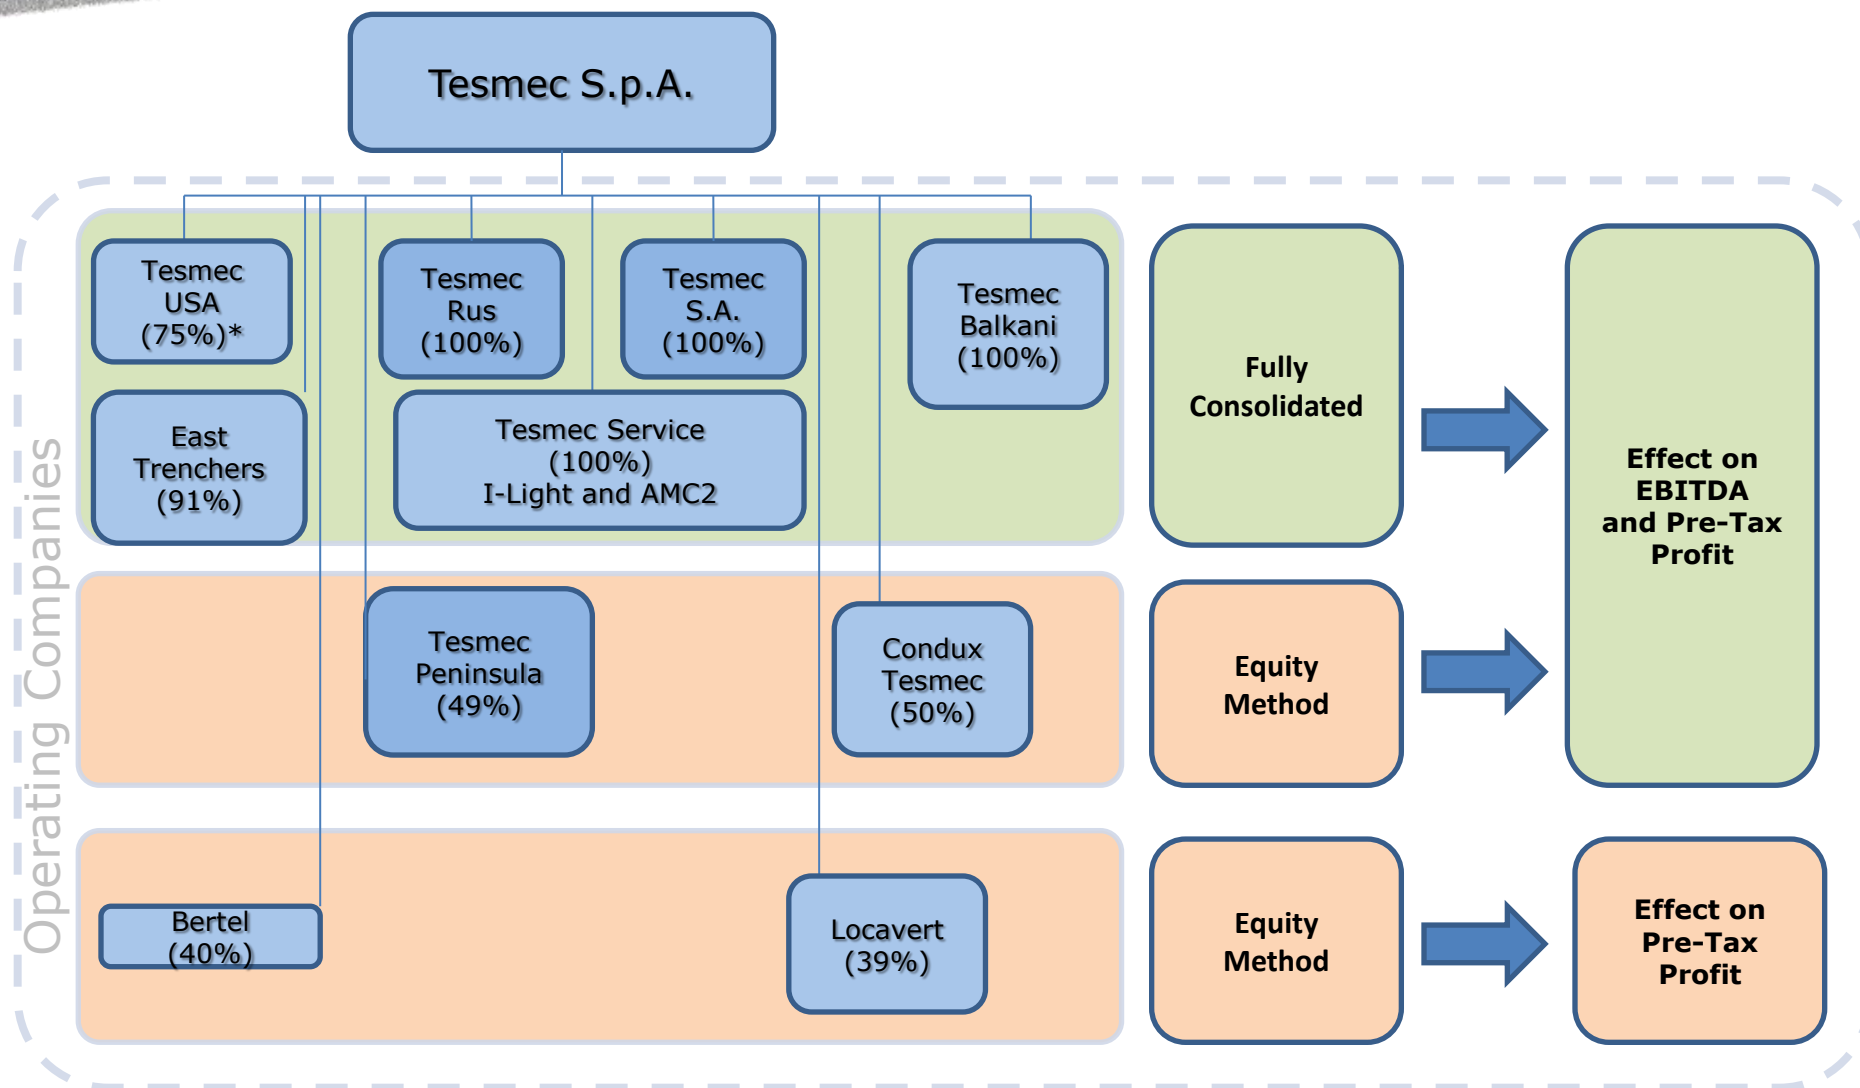 Tesmec S.p.A.
Operating Companies
Tesmec
USA
(75%)*
Tesmec
Rus
(100%)
Tesmec
S.A.
(100%)
Tesmec
Balkani
(100%)
East
Trenchers
(91%)
Tesmec Service
(100%)
I-Light and AMC2
Fully
Consolidated
Effect on
EBITDA
and Pre-Tax
Profit
Tesmec
Peninsula
(49%)
Condux
Tesmec
(50%)
Equity
Method
Bertel
(40%)
Locavert
(39%)
Equity
Method
Effect on
Pre-Tax
Profit